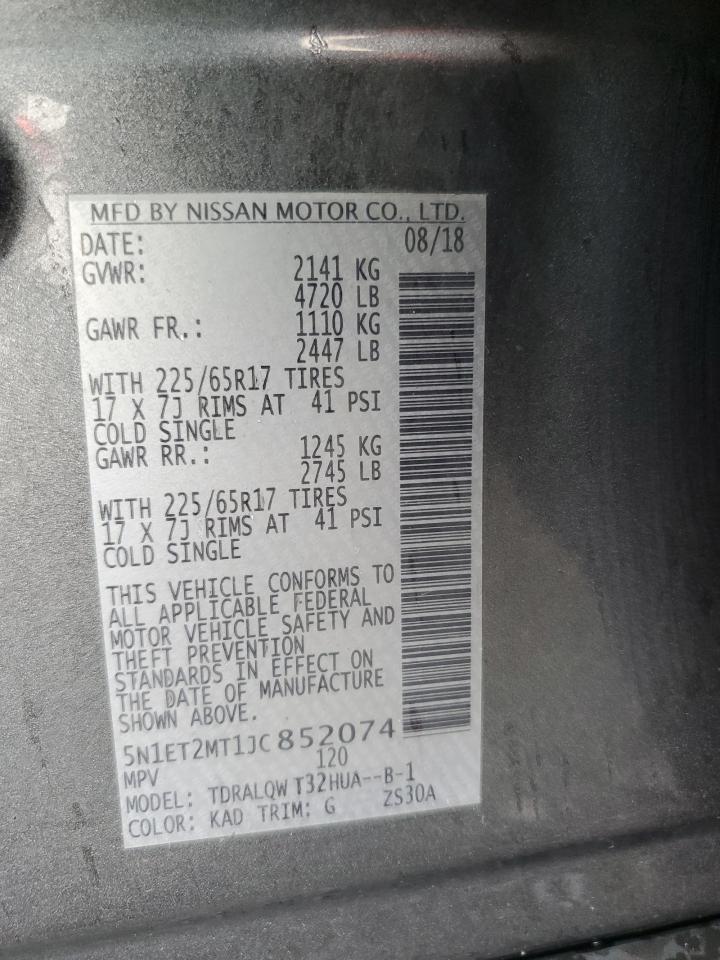 MFD BY NISSAN MOTOR CO., LTD.
DATE: 08/18
GVWR: 2141 KG
4720 LB
GAWR FR.: 1110 KG
2447 LB
WITH 225/65R17 TIRES
17 X 7J RIMS AT 41 PSI
COLD SINGLE
GAWR RR.: 1245 KG
2745 LB
WITH 225/65R17 TIRES
17 X 7J RIMS AT 41 PSI
COLD SINGLE
THIS VEHICLE CONFORMS TO
ALL APPLICABLE FEDERAL
MOTOR VEHICLE SAFETY AND
THEFT PREVENTION
STANDARDS IN EFFECT ON
THE DATE OF MANUFACTURE
SHOWN ABOVE.
5N1ET2MT1JC852074
MPV 120
MODEL: TDRALQW T32HUA--B-1
COLOR: KAD TRIM: G ZS30A